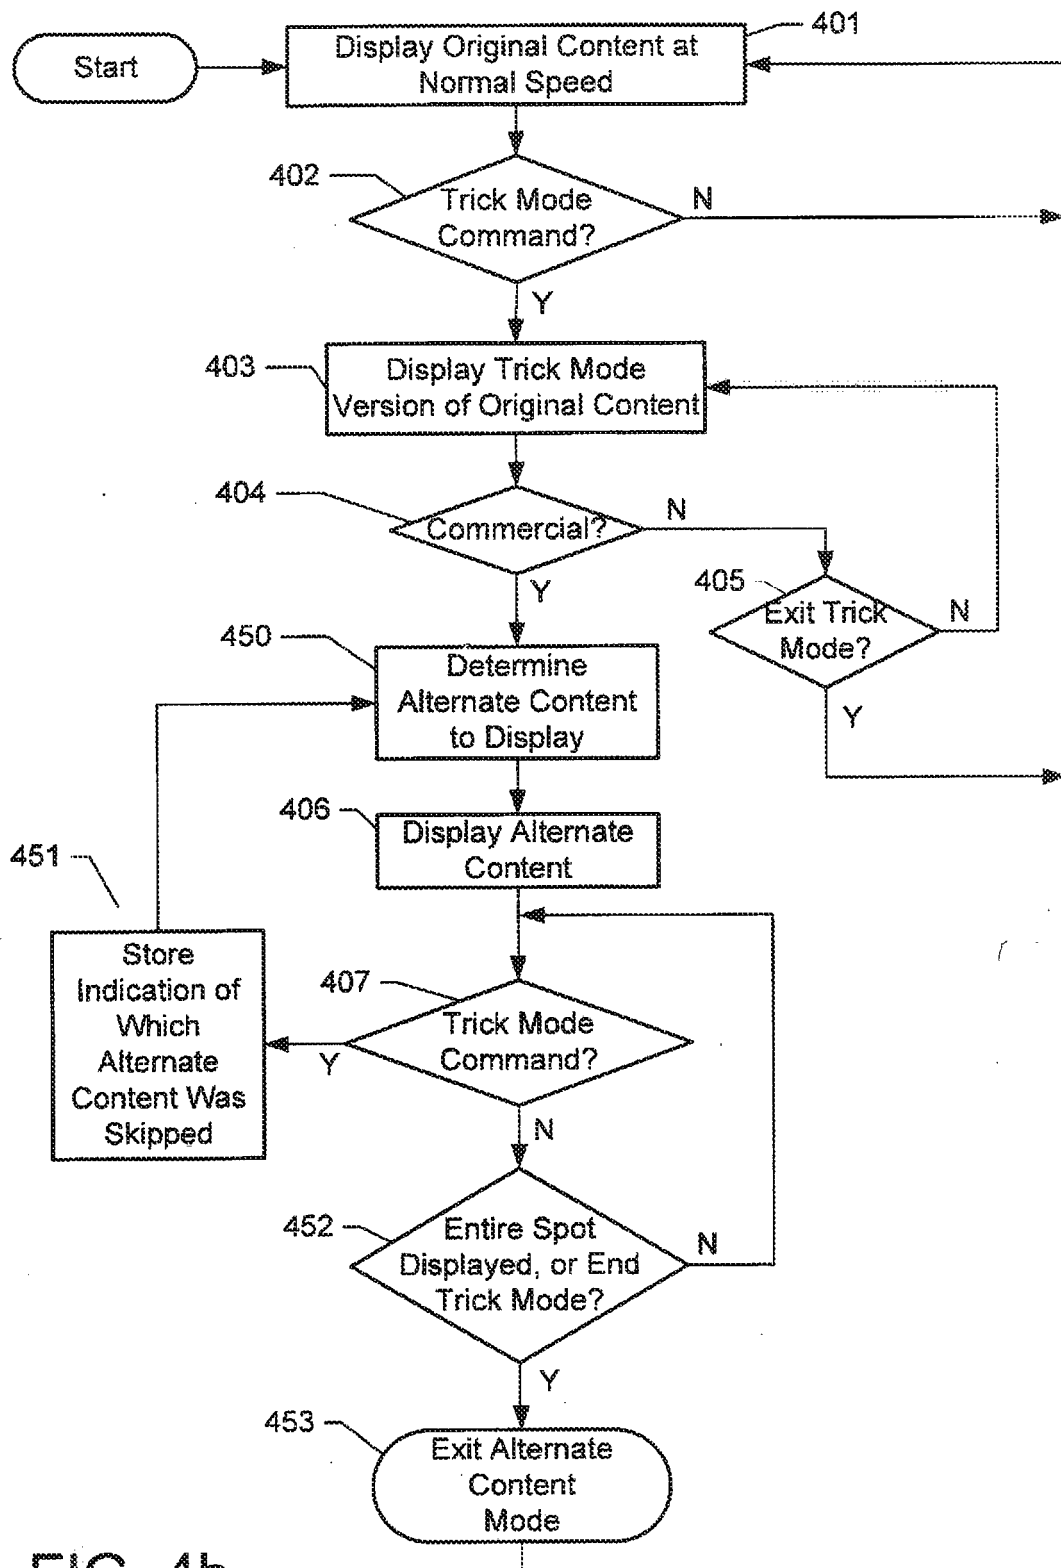 Start
Display Original Content at
Normal Speed
401
402
Trick Mode
Command?
N
Y
403
Display Trick Mode
Version of Original Content
404
Commercial?
N
Y
405
Exit Trick
Mode?
N
Y
450
Determine
Alternate Content
to Display
406
Display Alternate
Content
451
Store
Indication of
Which
Alternate
Content Was
Skipped
407
Trick Mode
Command?
Y
N
452
Entire Spot
Displayed, or End
Trick Mode?
N
Y
453
Exit Alternate
Content
Mode
FIG. 4b